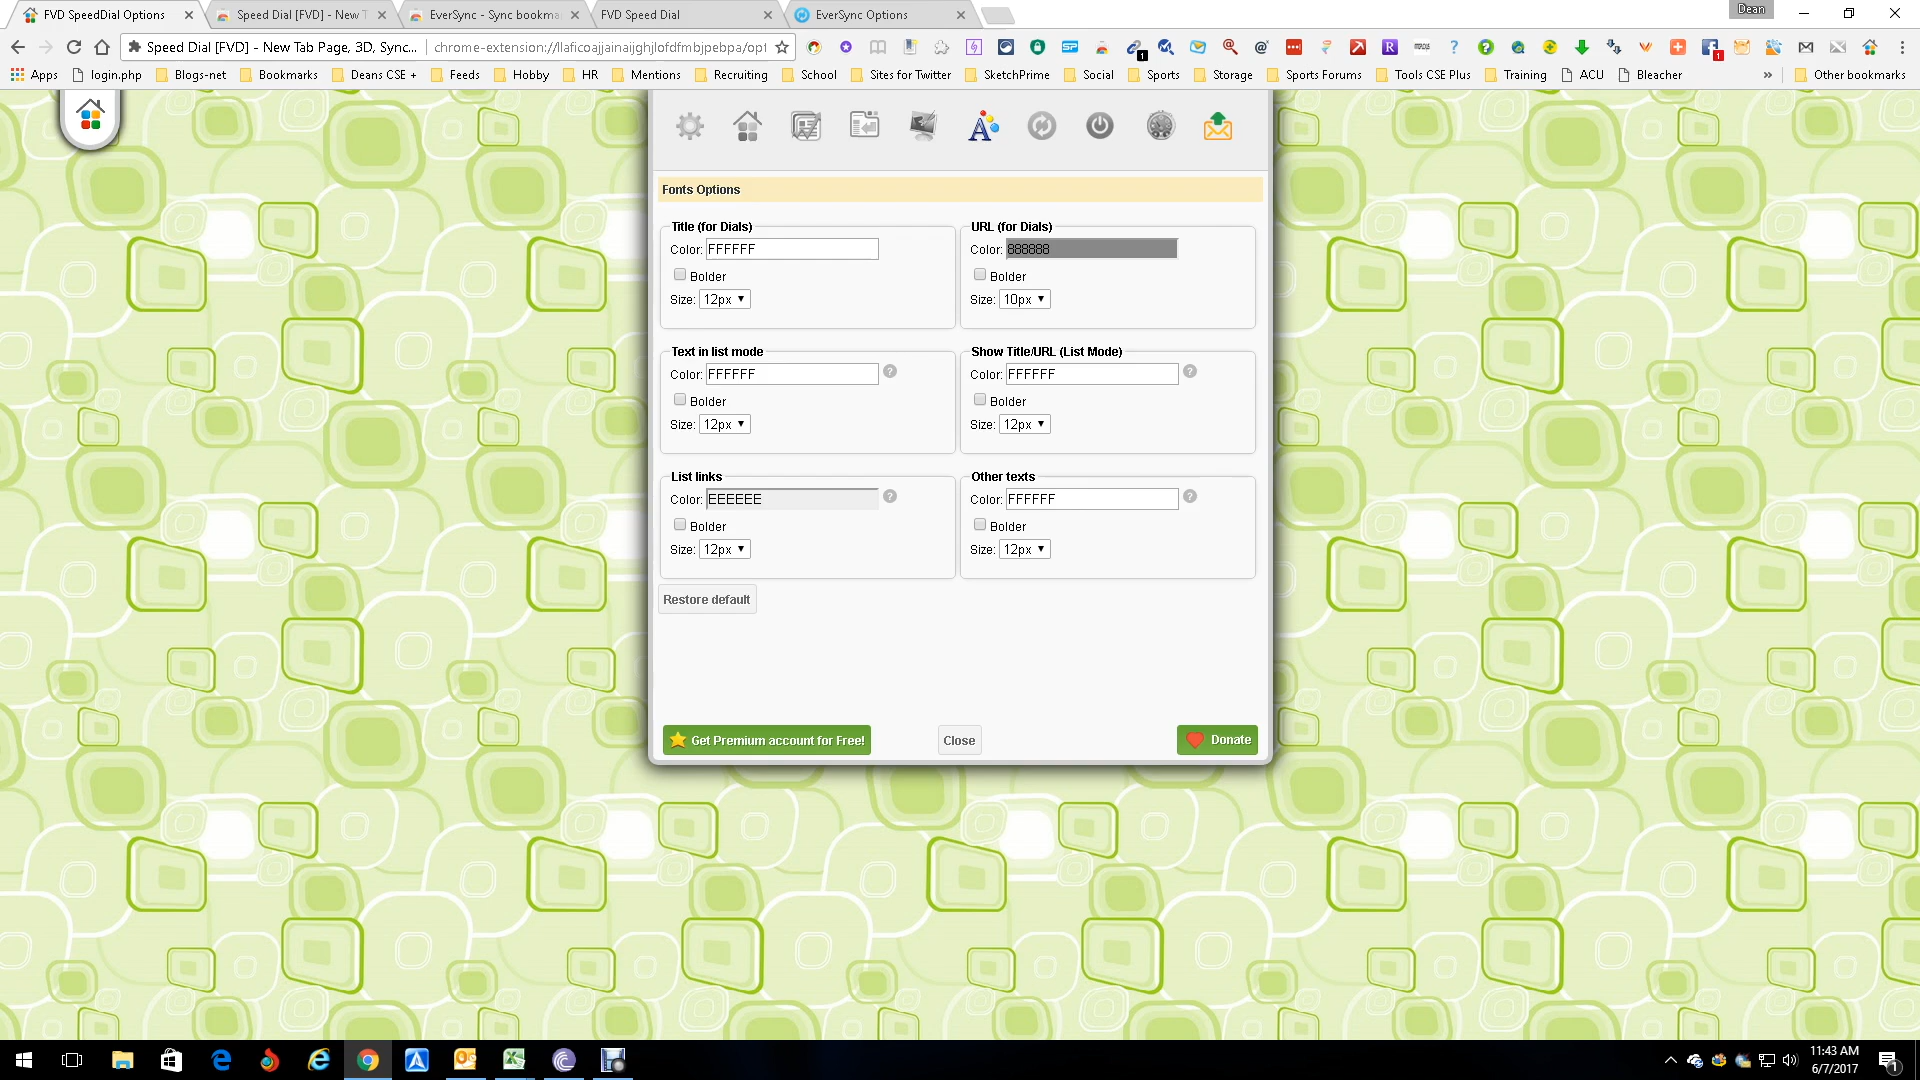 FVD SpeedDial Options
Speed Dial [FVD] - New T
EverSync - Sync bookma
FVD Speed Dial
EverSync Options
Dean
Speed Dial [FVD] - New Tab Page, 3D, Sync...
chrome-extension://llaficoajjainaijghjlofdfmbjpebpa/opt
Apps
login.php
Blogs-net
Bookmarks
Deans CSE +
Feeds
Hobby
HR
Mentions
Recruiting
School
Sites for Twitter
SketchPrime
Social
Sports
Storage
Sports Forums
Tools CSE Plus
Training
ACU
Bleacher
»
Other bookmarks
Fonts Options
Title (for Dials)
Color: FFFFFF
Bolder
Size: 12px
URL (for Dials)
Color: 888888
Bolder
Size: 10px
Text in list mode
Color: FFFFFF
Bolder
Size: 12px
Show Title/URL (List Mode)
Color: FFFFFF
Bolder
Size: 12px
List links
Color: EEEEEE
Bolder
Size: 12px
Other texts
Color: FFFFFF
Bolder
Size: 12px
Restore default
Get Premium account for Free!
Close
Donate
11:43 AM
6/7/2017
1